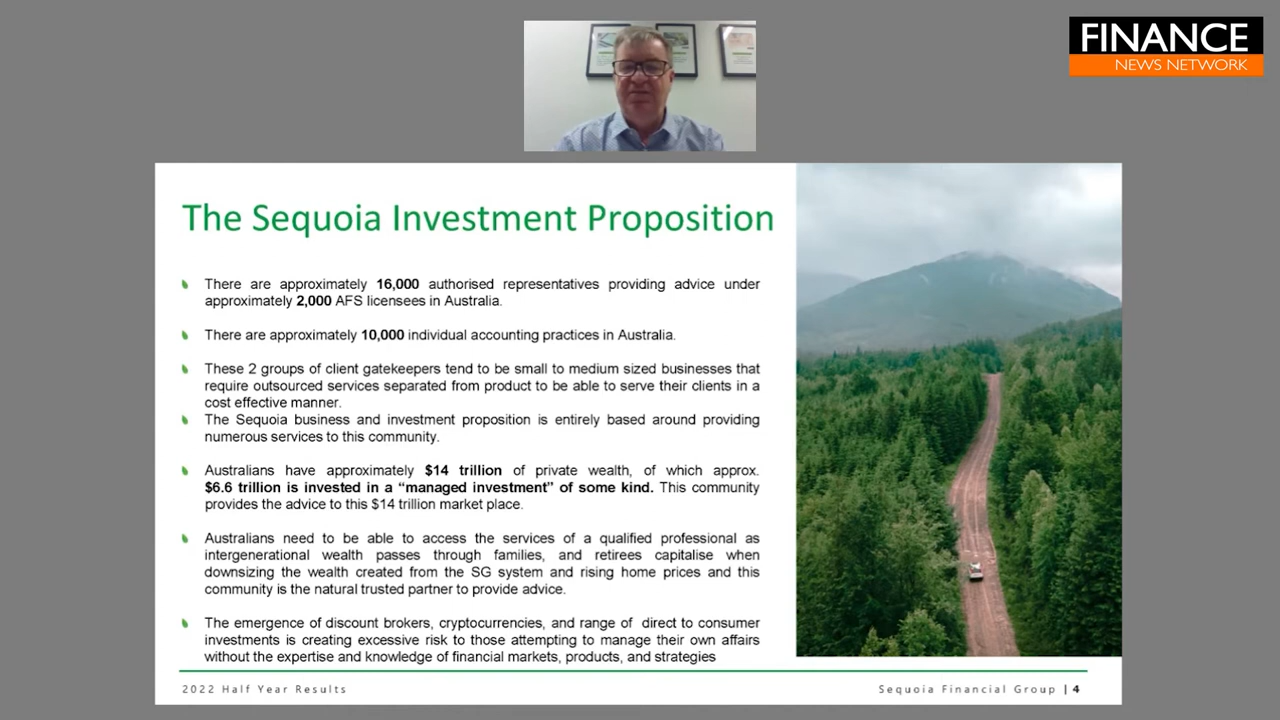 FINANCE
NEWS NETWORK
The Sequoia Investment Proposition
There are approximately 16,000 authorised representatives providing advice under
approximately 2,000 AFS licensees in Australia.
There are approximately 10,000 individual accounting practices in Australia.
These 2 groups of client gatekeepers tend to be small to medium sized businesses that
require outsourced services separated from product to be able to serve their clients in a
cost effective manner.
The Sequoia business and investment proposition is entirely based around providing
numerous services to this community.
Australians have approximately $14 trillion of private wealth, of which approx.
$6.6 trillion is invested in a “managed investment” of some kind. This community
provides the advice to this $14 trillion market place.
Australians need to be able to access the services of a qualified professional as
intergenerational wealth passes through families, and retirees capitalise when
downsizing the wealth created from the SG system and rising home prices and this
community is the natural trusted partner to provide advice.
The emergence of discount brokers, cryptocurrencies, and range of direct to consumer
investments is creating excessive risk to those attempting to manage their own affairs
without the expertise and knowledge of financial markets, products, and strategies
2022 Half Year Results
Sequoia Financial Group | 4